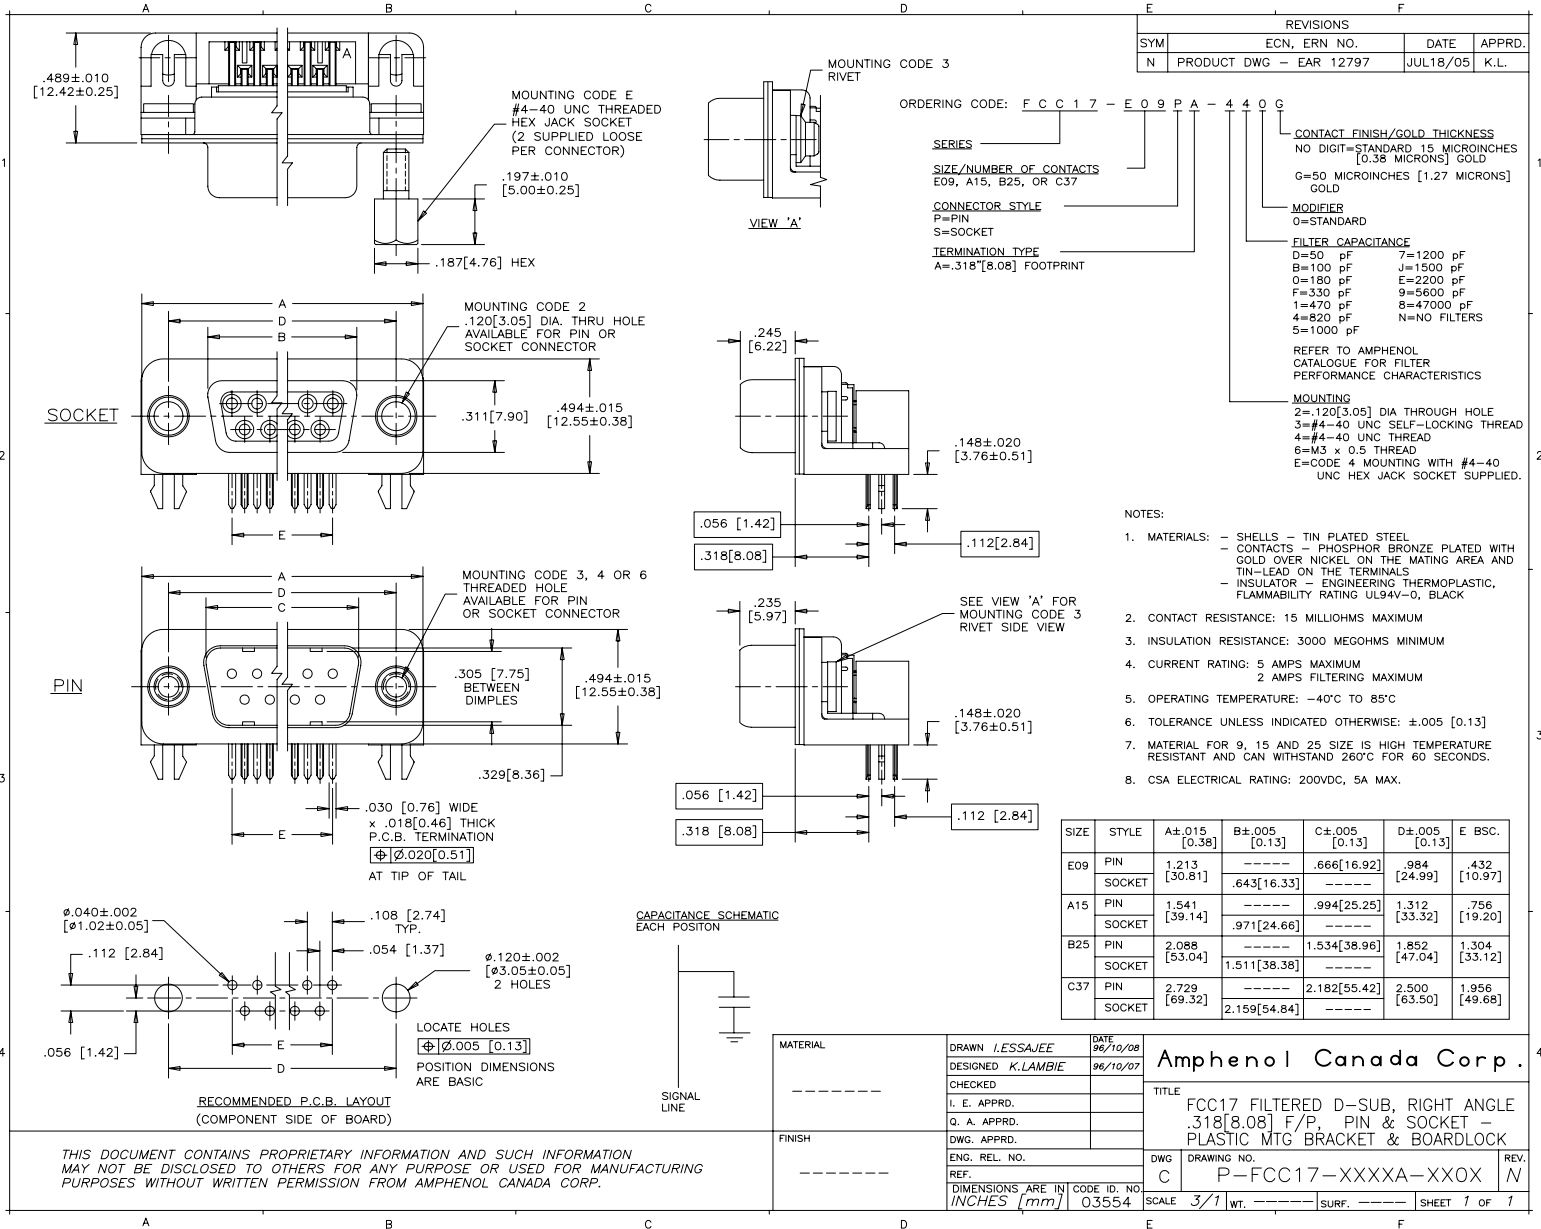 A B C D E F
REVISIONS
SYM ECN, ERN NO. DATE APPRD.
N PRODUCT DWG – EAR 12797 JUL18/05 K.L.
.489±.010
[12.42±0.25]
A
MOUNTING CODE E
#4–40 UNC THREADED
HEX JACK SOCKET
(2 SUPPLIED LOOSE
PER CONNECTOR)
.197±.010
[5.00±0.25]
.187[4.76] HEX
MOUNTING CODE 3
RIVET
VIEW 'A'
ORDERING CODE: F C C 1 7 – E 0 9 P A – 4 4 0 G
SERIES
SIZE/NUMBER OF CONTACTS
E09, A15, B25, OR C37
CONNECTOR STYLE
P=PIN
S=SOCKET
TERMINATION TYPE
A=.318"[8.08] FOOTPRINT
CONTACT FINISH/GOLD THICKNESS
NO DIGIT=STANDARD 15 MICROINCHES
[0.38 MICRONS] GOLD
G=50 MICROINCHES [1.27 MICRONS]
GOLD
MODIFIER
0=STANDARD
FILTER CAPACITANCE
D=50 pF 7=1200 pF
B=100 pF J=1500 pF
0=180 pF E=2200 pF
F=330 pF 9=5600 pF
1=470 pF 8=47000 pF
4=820 pF N=NO FILTERS
5=1000 pF
REFER TO AMPHENOL
CATALOGUE FOR FILTER
PERFORMANCE CHARACTERISTICS
MOUNTING
2=.120[3.05] DIA THROUGH HOLE
3=#4–40 UNC SELF–LOCKING THREAD
4=#4–40 UNC THREAD
6=M3 x 0.5 THREAD
E=CODE 4 MOUNTING WITH #4–40
UNC HEX JACK SOCKET SUPPLIED.
1 1
A
D
B
MOUNTING CODE 2
.120[3.05] DIA. THRU HOLE
AVAILABLE FOR PIN OR
SOCKET CONNECTOR
SOCKET
.311[7.90]
.494±.015
[12.55±0.38]
E
.245
[6.22]
.148±.020
[3.76±0.51]
.056 [1.42]
.318[8.08]
.112[2.84]
2 2
A
D
C
MOUNTING CODE 3, 4 OR 6
THREADED HOLE
AVAILABLE FOR PIN
OR SOCKET CONNECTOR
PIN
.305 [7.75]
BETWEEN
DIMPLES
.494±.015
[12.55±0.38]
.329[8.36]
E
.030 [0.76] WIDE
x .018[0.46] THICK
P.C.B. TERMINATION
⌖ Ø.020[0.51]
AT TIP OF TAIL
.235
[5.97]
SEE VIEW 'A' FOR
MOUNTING CODE 3
RIVET SIDE VIEW
.148±.020
[3.76±0.51]
.056 [1.42]
.318 [8.08]
.112 [2.84]
3 3
NOTES:
1. MATERIALS: – SHELLS – TIN PLATED STEEL
– CONTACTS – PHOSPHOR BRONZE PLATED WITH
GOLD OVER NICKEL ON THE MATING AREA AND
TIN–LEAD ON THE TERMINALS
– INSULATOR – ENGINEERING THERMOPLASTIC,
FLAMMABILITY RATING UL94V–0, BLACK
2. CONTACT RESISTANCE: 15 MILLIOHMS MAXIMUM
3. INSULATION RESISTANCE: 3000 MEGOHMS MINIMUM
4. CURRENT RATING: 5 AMPS MAXIMUM
2 AMPS FILTERING MAXIMUM
5. OPERATING TEMPERATURE: –40°C TO 85°C
6. TOLERANCE UNLESS INDICATED OTHERWISE: ±.005 [0.13]
7. MATERIAL FOR 9, 15 AND 25 SIZE IS HIGH TEMPERATURE
RESISTANT AND CAN WITHSTAND 260°C FOR 60 SECONDS.
8. CSA ELECTRICAL RATING: 200VDC, 5A MAX.
SIZE STYLE A±.015 B±.005 C±.005 D±.005 E BSC.
[0.38] [0.13] [0.13] [0.13]
E09 PIN 1.213 ––––– .666[16.92] .984 .432
[30.81] [24.99] [10.97]
SOCKET .643[16.33] –––––
A15 PIN 1.541 ––––– .994[25.25] 1.312 .756
[39.14] [33.32] [19.20]
SOCKET .971[24.66] –––––
B25 PIN 2.088 ––––– 1.534[38.96] 1.852 1.304
[53.04] [47.04] [33.12]
SOCKET 1.511[38.38] –––––
C37 PIN 2.729 ––––– 2.182[55.42] 2.500 1.956
[69.32] [63.50] [49.68]
SOCKET 2.159[54.84] –––––
ø.040±.002
[ø1.02±0.05]
.112 [2.84]
.108 [2.74]
TYP.
.054 [1.37]
ø.120±.002
[ø3.05±0.05]
2 HOLES
.056 [1.42]
E
D
LOCATE HOLES
⌖ Ø.005 [0.13]
POSITION DIMENSIONS
ARE BASIC
RECOMMENDED P.C.B. LAYOUT
(COMPONENT SIDE OF BOARD)
CAPACITANCE SCHEMATIC
EACH POSITON
SIGNAL
LINE
4 4
THIS DOCUMENT CONTAINS PROPRIETARY INFORMATION AND SUCH INFORMATION
MAY NOT BE DISCLOSED TO OTHERS FOR ANY PURPOSE OR USED FOR MANUFACTURING
PURPOSES WITHOUT WRITTEN PERMISSION FROM AMPHENOL CANADA CORP.
MATERIAL
–––––––
FINISH
–––––––
DRAWN I.ESSAJEE DATE 96/10/08
DESIGNED K.LAMBIE 96/10/07
CHECKED
I. E. APPRD.
Q. A. APPRD.
DWG. APPRD.
ENG. REL. NO.
REF.
DIMENSIONS ARE IN CODE ID. NO.
INCHES [mm] 03554
Amphenol Canada Corp.
TITLE
FCC17 FILTERED D–SUB, RIGHT ANGLE
.318[8.08] F/P, PIN & SOCKET –
PLASTIC MTG BRACKET & BOARDLOCK
DWG DRAWING NO. REV.
C P–FCC17–XXXXA–XX0X N
SCALE 3/1 WT. ––––– SURF. –––– SHEET 1 OF 1
A B C D E F